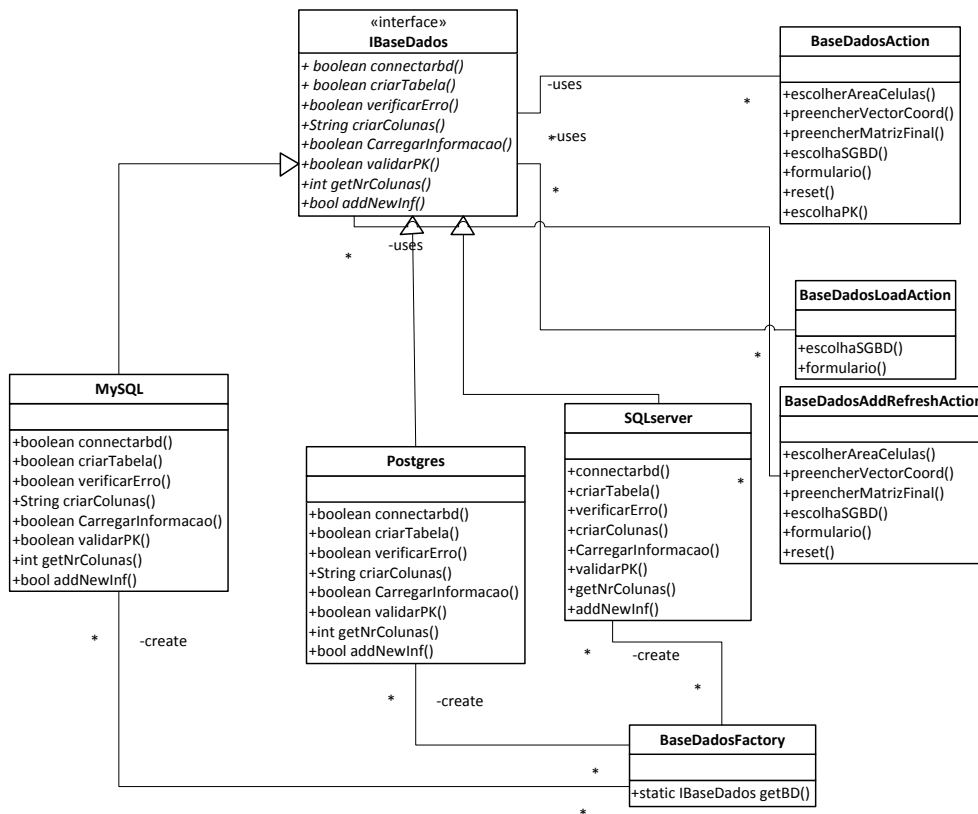 «interface»
IBaseDados
+ boolean connectarbd()
+ boolean criarTabela()
+boolean verificarErro()
+String criarColunas()
+boolean CarregarInformacao()
+boolean validarPK()
+int getNrColunas()
+bool addNewInf()
BaseDadosAction
+escolherAreaCelulas()
+preencherVectorCoord()
+preencherMatrizFinal()
+escolhaSGBD()
+formulario()
+reset()
+escolhaPK()
-uses
*
*
-uses
*
-uses
*
*
BaseDadosLoadAction
+escolhaSGBD()
+formulario()
BaseDadosAddRefreshAction
+escolherAreaCelulas()
+preencherVectorCoord()
+preencherMatrizFinal()
+escolhaSGBD()
+formulario()
+reset()
MySQL
+boolean connectarbd()
+boolean criarTabela()
+boolean verificarErro()
+String criarColunas()
+boolean CarregarInformacao()
+boolean validarPK()
+int getNrColunas()
+bool addNewInf()
Postgres
+boolean connectarbd()
+boolean criarTabela()
+boolean verificarErro()
+String criarColunas()
+boolean CarregarInformacao()
+boolean validarPK()
+int getNrColunas()
+bool addNewInf()
SQLserver
+connectarbd()
+criarTabela()
+verificarErro()
+criarColunas()
+CarregarInformacao()
+validarPK()
+getNrColunas()
+addNewInf()
*
*
-create
*
-create
*
*
-create
*
*
*
BaseDadosFactory
+static IBaseDados getBD()